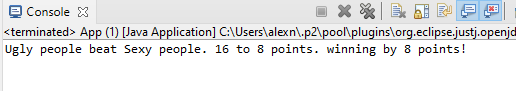 Console
<terminated> App (1) [Java Application] C:\Users\alexn\.p2\pool\plugins\org.eclipse.justj.openjd
Ugly people beat Sexy people. 16 to 8 points. winning by 8 points!